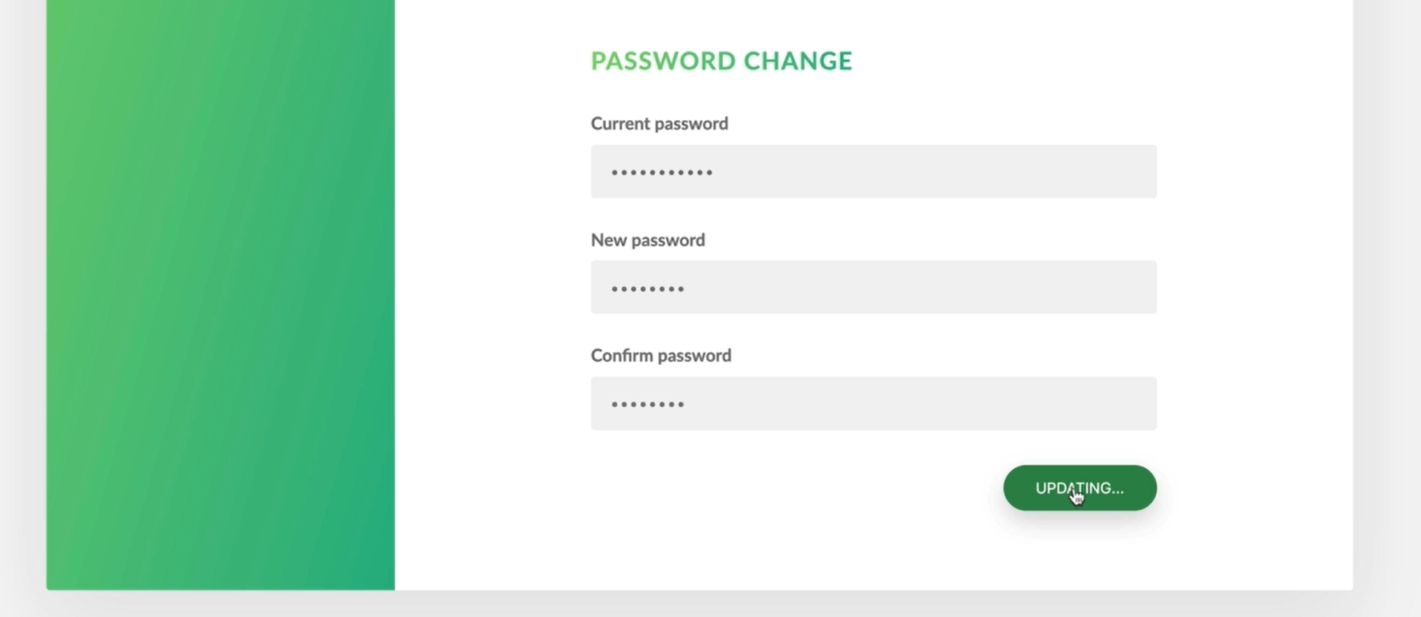 PASSWORD CHANGE
Current password
•••••••••••
New password
••••••••
Confirm password
••••••••
UPDATING...